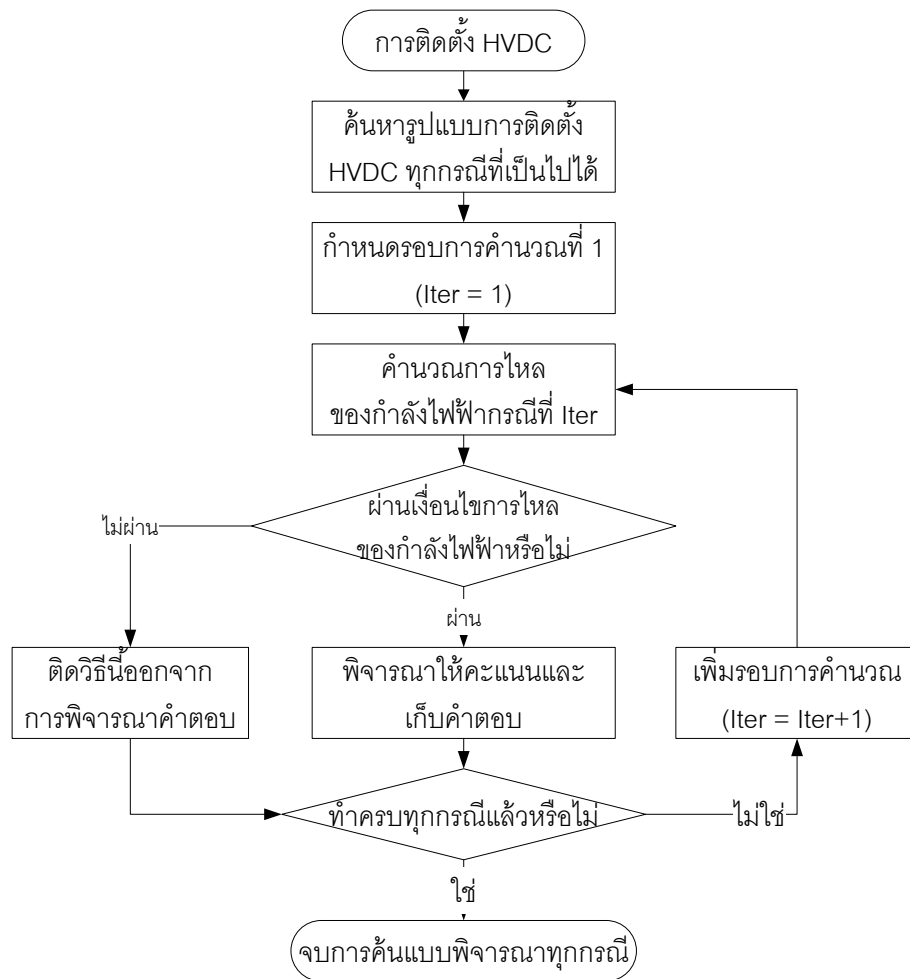 การติดตั้ง HVDC
ค้นหารูปแบบการติดตั้ง
HVDC ทุกกรณีที่เป็นไปได้
กำหนดรอบการคำนวณที่ 1
(Iter = 1)
คำนวณการไหล
ของกำลังไฟฟ้ากรณีที่ Iter
ผ่านเงื่อนไขการไหล
ของกำลังไฟฟ้าหรือไม่
ไม่ผ่าน
ผ่าน
ติดวิธีนี้ออกจาก
การพิจารณาคำตอบ
พิจารณาให้คะแนนและ
เก็บคำตอบ
เพิ่มรอบการคำนวณ
(Iter = Iter+1)
ทำครบทุกกรณีแล้วหรือไม่
ไม่ใช่
ใช่
จบการค้นแบบพิจารณาทุกกรณี